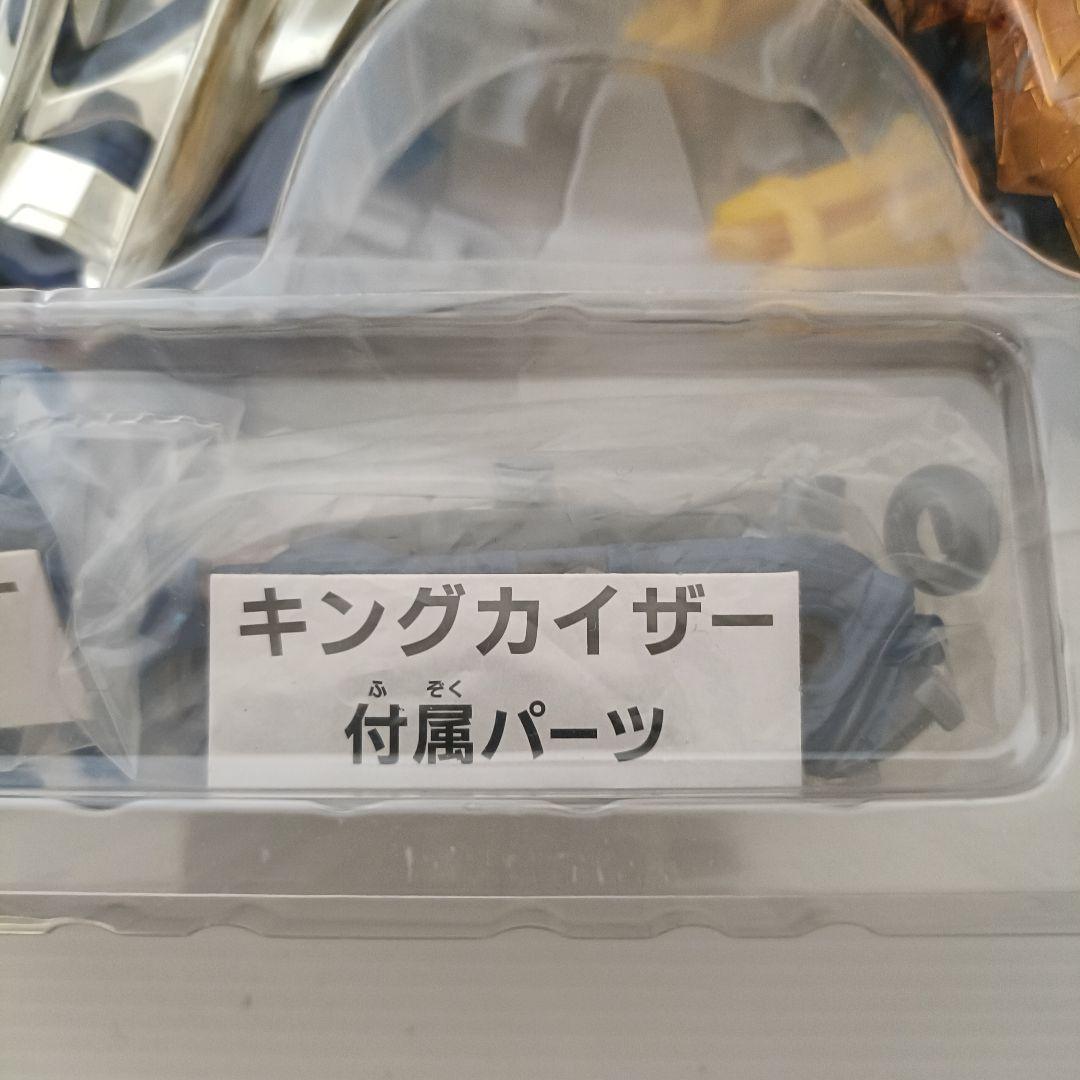 キングカイザー
ふ ぞく
付属パーツ